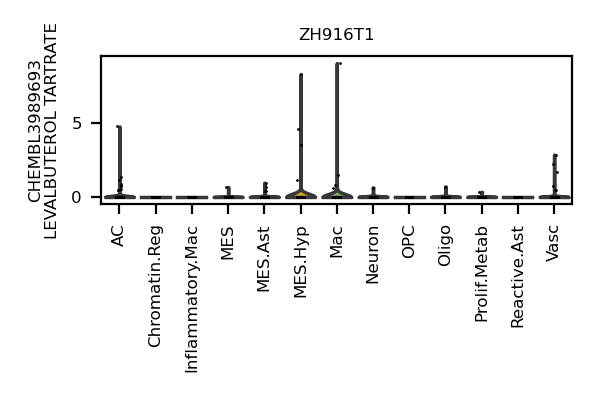 ZH916T1
CHEMBL3989693
LEVALBUTEROL TARTRATE
5
0
AC
Chromatin.Reg
Inflammatory.Mac
MES
MES.Ast
MES.Hyp
Mac
Neuron
OPC
Oligo
Prolif.Metab
Reactive.Ast
Vasc